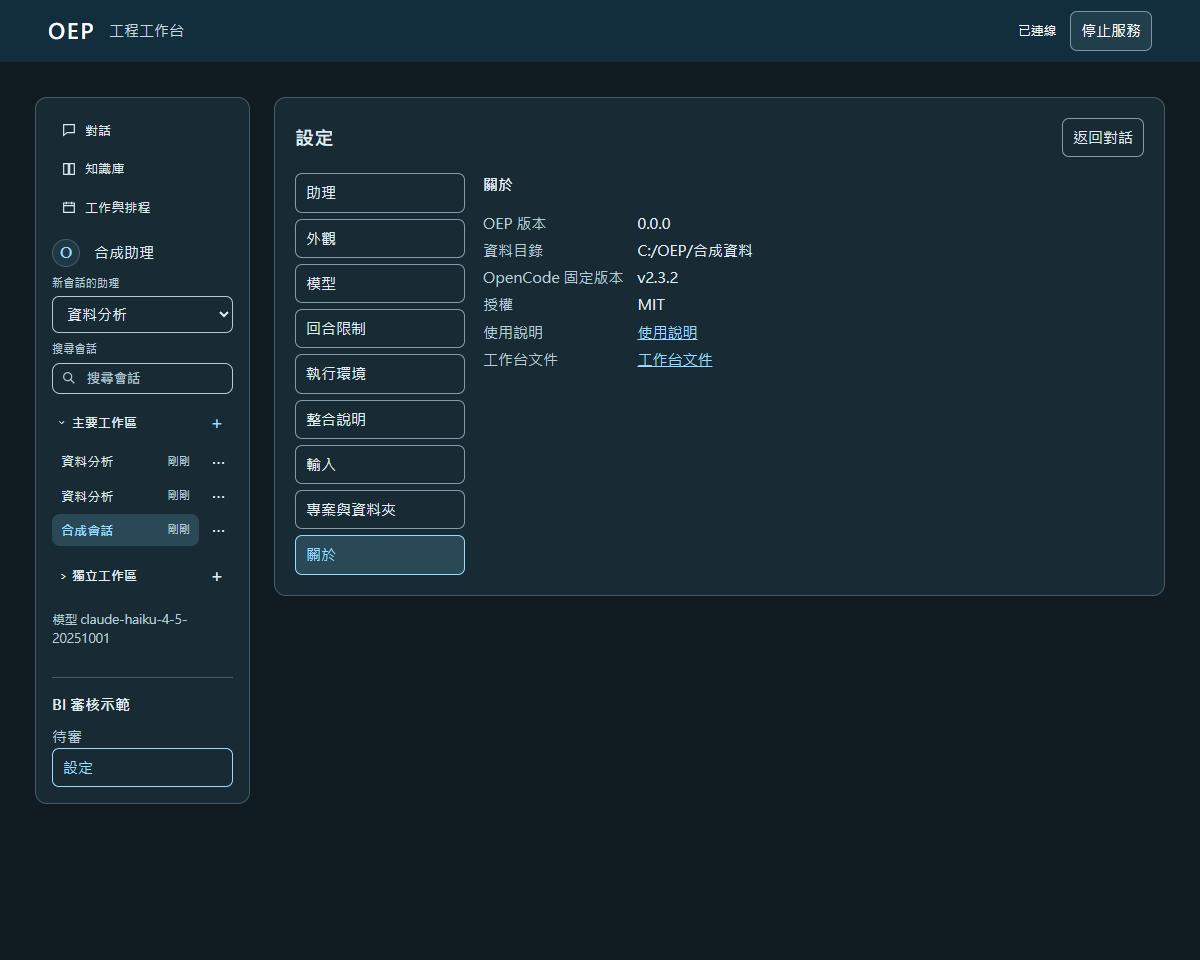 OEP 工程工作台
已連線
停止服務
對話
知識庫
工作與排程
O 合成助理
新會話的助理
資料分析
搜尋會話
搜尋會話
主要工作區 +
資料分析 剛剛 ...
資料分析 剛剛 ...
合成會話 剛剛 ...
獨立工作區 +
模型 claude-haiku-4-5-
20251001
BI 審核示範
待審
設定
設定
返回對話
助理
外觀
模型
回合限制
執行環境
整合說明
輸入
專案與資料夾
關於
關於
OEP 版本 0.0.0
資料目錄 C:/OEP/合成資料
OpenCode 固定版本 v2.3.2
授權 MIT
使用說明 使用說明
工作台文件 工作台文件